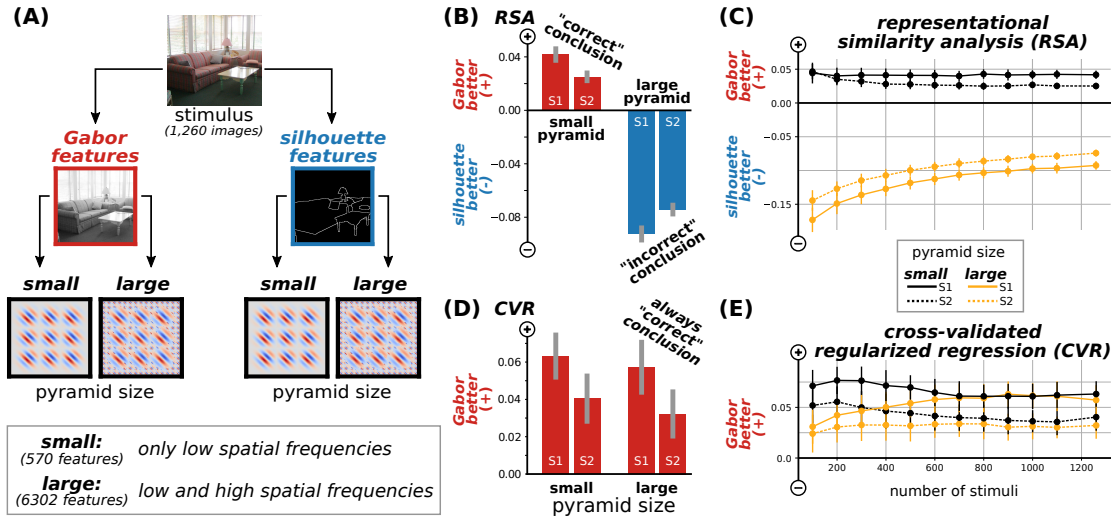 (A)
stimulus
(1,260 images)
Gabor
features
silhouette
features
small
large
small
large
pyramid size
pyramid size
small:
(570 features)
only low spatial frequencies
large:
(6302 features)
low and high spatial frequencies
(B)
RSA
+
"correct"
conclusion
Gabor
better
(+)
silhouette
better
(-)
0.04
0.00
−0.04
−0.08
−
S1
S2
small
pyramid
large
pyramid
S1
S2
"incorrect"
conclusion
(C)
representational
similarity analysis (RSA)
+
Gabor
better
(+)
silhouette
better
(-)
0.05
0.00
−0.05
−0.15
−
pyramid size
small
large
S1
S1
S2
S2
(D)
CVR
+
always
"correct"
conclusion
Gabor
better
(+)
0.06
0.04
0.02
0.00
S1
S2
S1
S2
small
large
pyramid size
(E)
cross-validated
regularized regression (CVR)
+
Gabor
better
(+)
0.05
0.0
−
200
400
600
800
1000
1200
number of stimuli